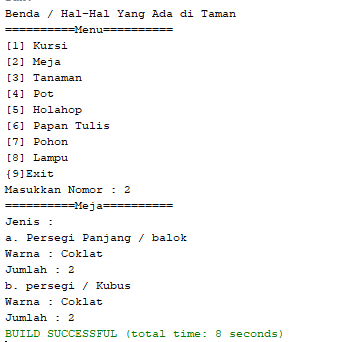 Benda / Hal-Hal Yang Ada di Taman
==========Menu==========
[1] Kursi
[2] Meja
[3] Tanaman
[4] Pot
[5] Holahop
[6] Papan Tulis
[7] Pohon
[8] Lampu
{9]Exit
Masukkan Nomor : 2
==========Meja==========
Jenis :
a. Persegi Panjang / balok
Warna : Coklat
Jumlah : 2
b. persegi / Kubus
Warna : Coklat
Jumlah : 2
BUILD SUCCESSFUL (total time: 8 seconds)